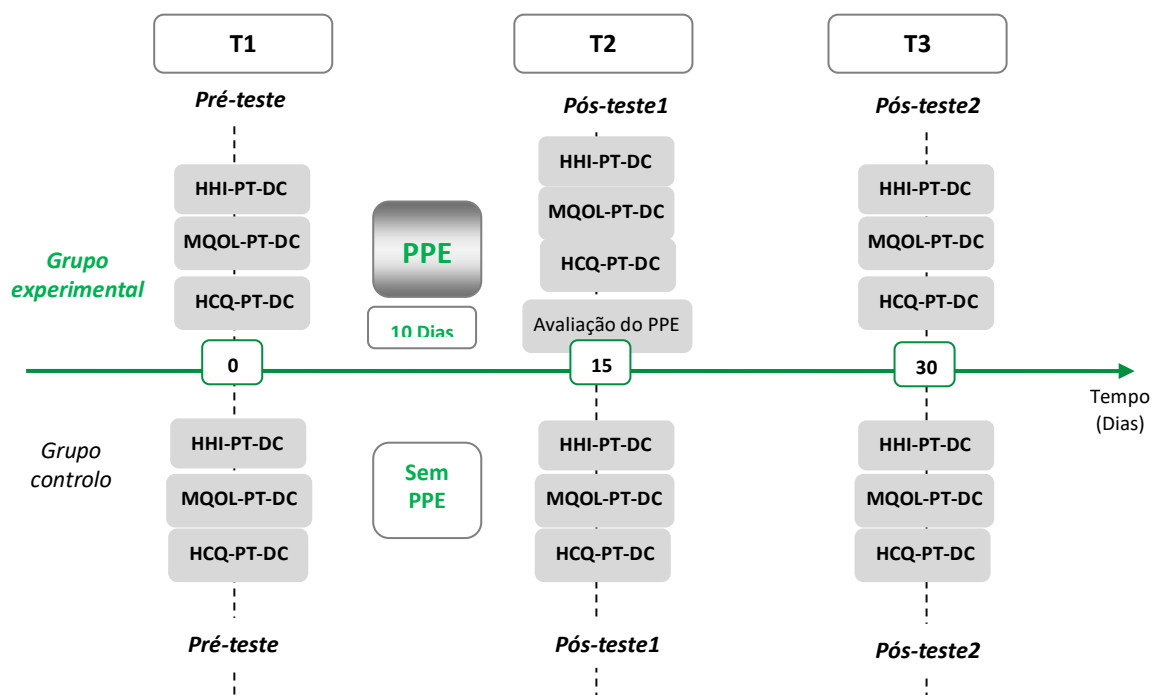 T1
T2
T3
Pré-teste
Pós-teste1
Pós-teste2
HHI-PT-DC
MQOL-PT-DC
HCQ-PT-DC
Grupo
experimental
PPE
10 Dias
HHI-PT-DC
MQOL-PT-DC
HCQ-PT-DC
Avaliação do PPE
HHI-PT-DC
MQOL-PT-DC
HCQ-PT-DC
0
15
30
Tempo
(Dias)
Grupo
controlo
HHI-PT-DC
MQOL-PT-DC
HCQ-PT-DC
Sem
PPE
HHI-PT-DC
MQOL-PT-DC
HCQ-PT-DC
HHI-PT-DC
MQOL-PT-DC
HCQ-PT-DC
Pré-teste
Pós-teste1
Pós-teste2